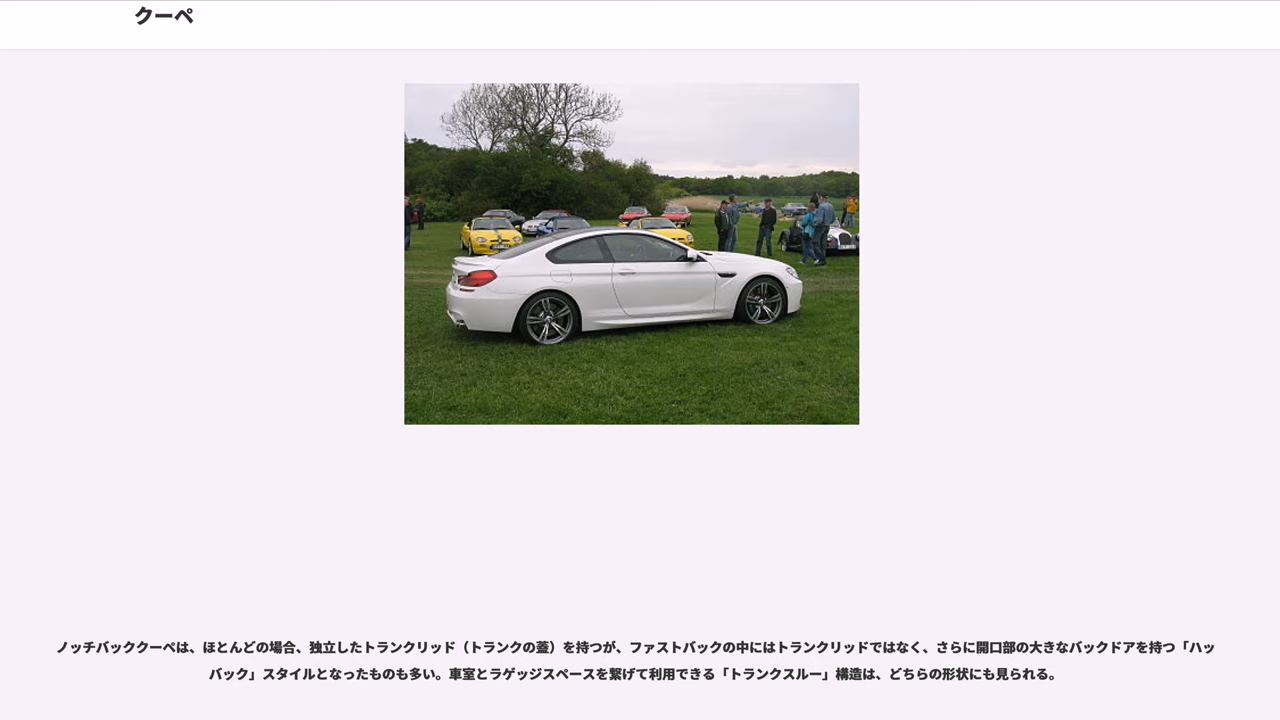 クーペ
ノッチバッククーペは、ほとんどの場合、独立したトランクリッド（トランクの蓋）を持つが、ファストバックの中にはトランクリッドではなく、さらに開口部の大きなバックドアを持つ「ハッ
バック」スタイルとなったものも多い。車室とラゲッジスペースを繋げて利用できる「トランクスルー」構造は、どちらの形状にも見られる。